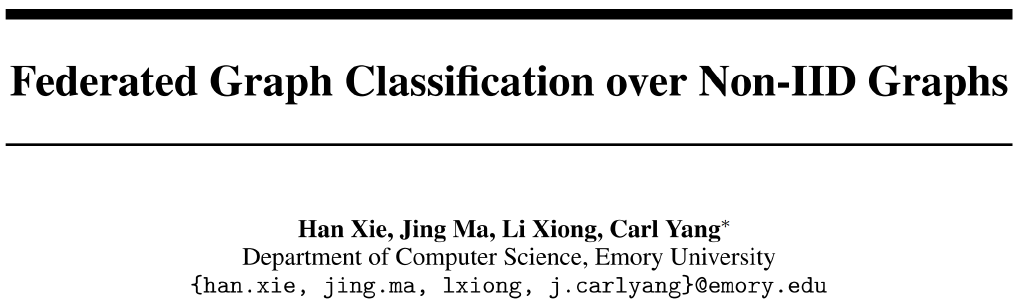 Federated Graph Classification over Non-IID Graphs
Han Xie, Jing Ma, Li Xiong, Carl Yang*
Department of Computer Science, Emory University
{han.xie, jing.ma, lxiong, j.carlyang}@emory.edu